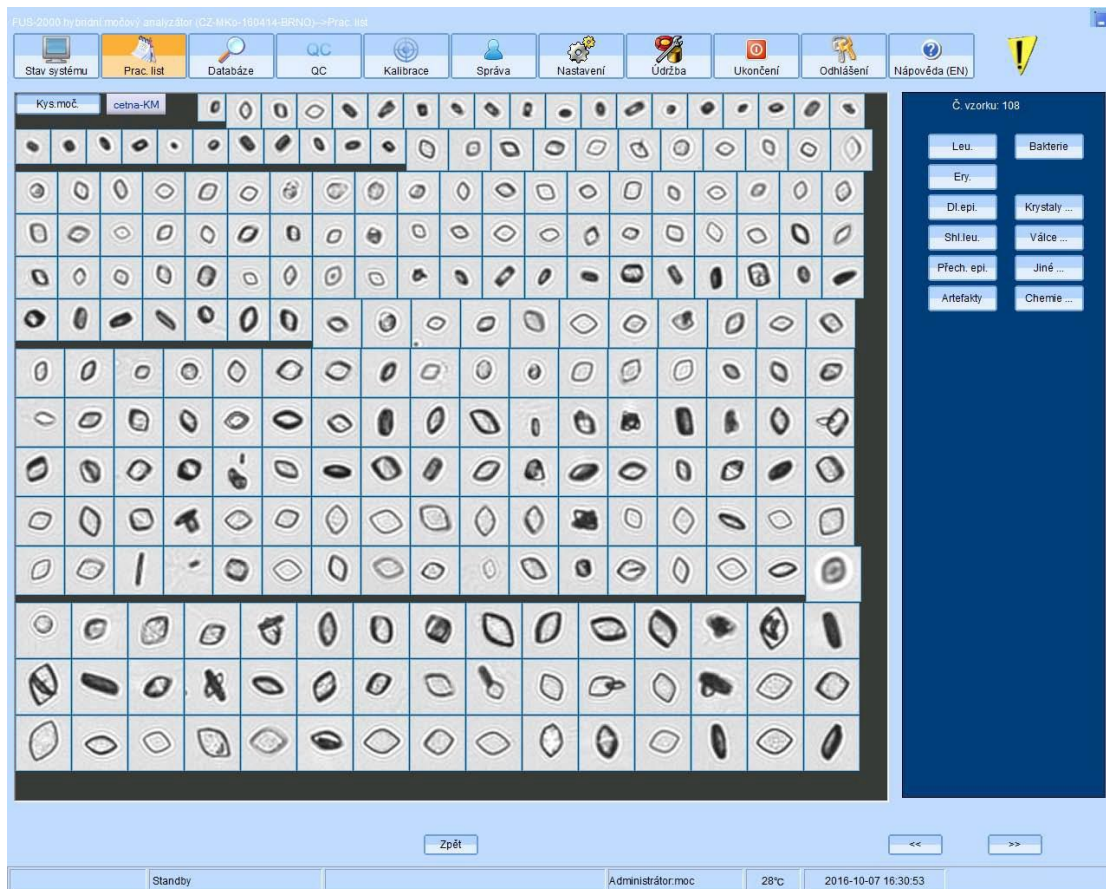 FUS-2000 hybridní močový analyzátor (CZ-MKo-160414-BRNO)-->Prac. list
Stav systému
Prac. list
Databáze
QC
QC
Kalibrace
Správa
Nastavení
Údržba
Ukončení
Odhlášení
Nápověda (EN)
Kys.moč.
cetna-KM
Č. vzorku: 108
Leu.
Bakterie
Ery.
Dl.epi.
Krystaly ...
Shl.leu.
Válce ...
Přech. epi.
Jiné ...
Artefakty
Chemie ...
Zpět
<<
>>
Standby
Administrátor:moc
28°C
2016-10-07 16:30:53